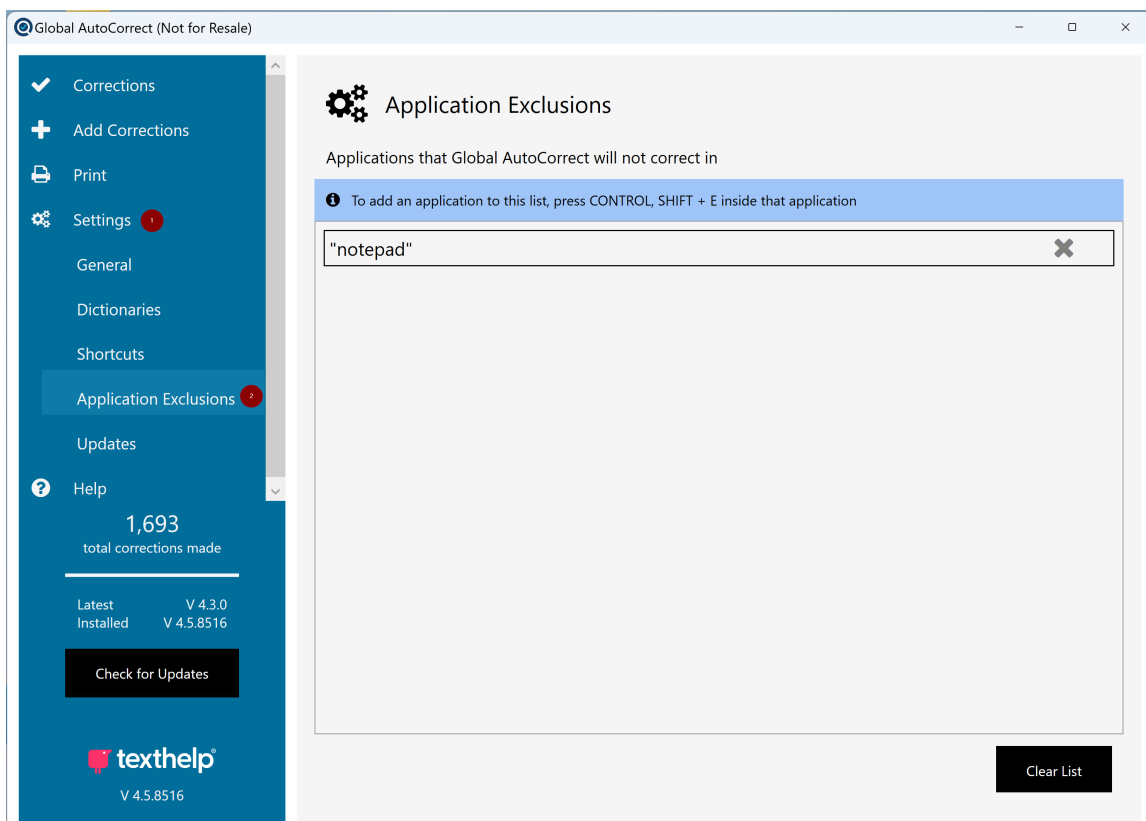 Global AutoCorrect (Not for Resale)
Corrections
Add Corrections
Print
Settings 1
General
Dictionaries
Shortcuts
Application Exclusions 2
Updates
Help
1,693
total corrections made
Latest V 4.3.0
Installed V 4.5.8516
Check for Updates
texthelp®
V 4.5.8516
Application Exclusions
Applications that Global AutoCorrect will not correct in
To add an application to this list, press CONTROL, SHIFT + E inside that application
"notepad"
Clear List